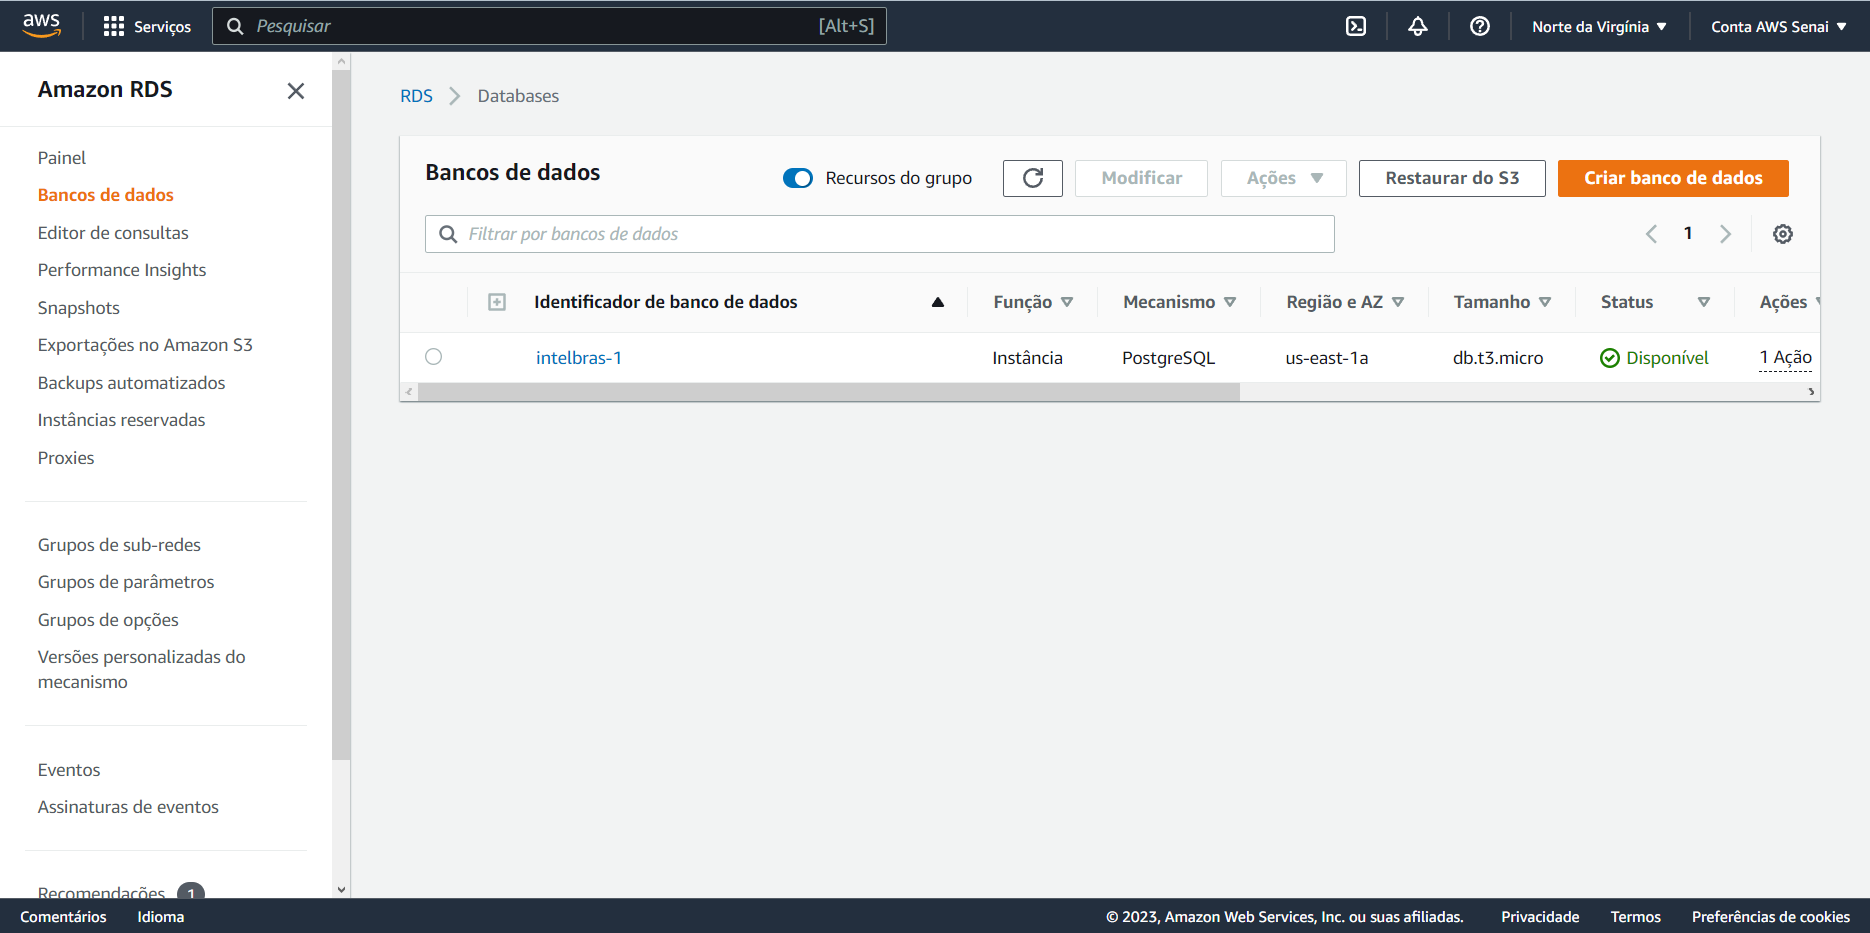 aws
Serviços
Pesquisar
[Alt+S]
Norte da Virgínia
Conta AWS Senai
Amazon RDS
Painel
Bancos de dados
Editor de consultas
Performance Insights
Snapshots
Exportações no Amazon S3
Backups automatizados
Instâncias reservadas
Proxies
Grupos de sub-redes
Grupos de parâmetros
Grupos de opções
Versões personalizadas do
mecanismo
Eventos
Assinaturas de eventos
Recomendações 1
RDS
Databases
Bancos de dados
Recursos do grupo
Modificar
Ações
Restaurar do S3
Criar banco de dados
Filtrar por bancos de dados
1
Identificador de banco de dados
Função
Mecanismo
Região e AZ
Tamanho
Status
Ações
intelbras-1
Instância
PostgreSQL
us-east-1a
db.t3.micro
Disponível
1 Ação
Comentários
Idioma
© 2023, Amazon Web Services, Inc. ou suas afiliadas.
Privacidade
Termos
Preferências de cookies